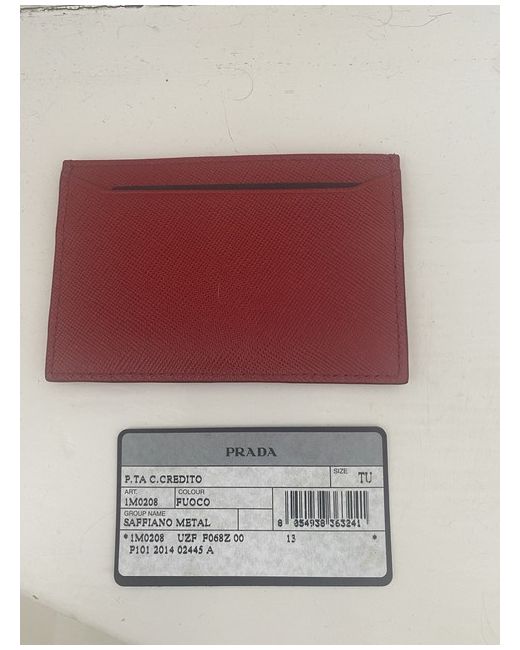 PRADA
P.TA C.CREDITO SIZE TU
ART. COLOUR
1M0208 FUOCO
GROUP NAME
SAFFIANO METAL
8 054938 363241
*1M0208 UZF F068Z 00 13 *
P101 2014 02445 A